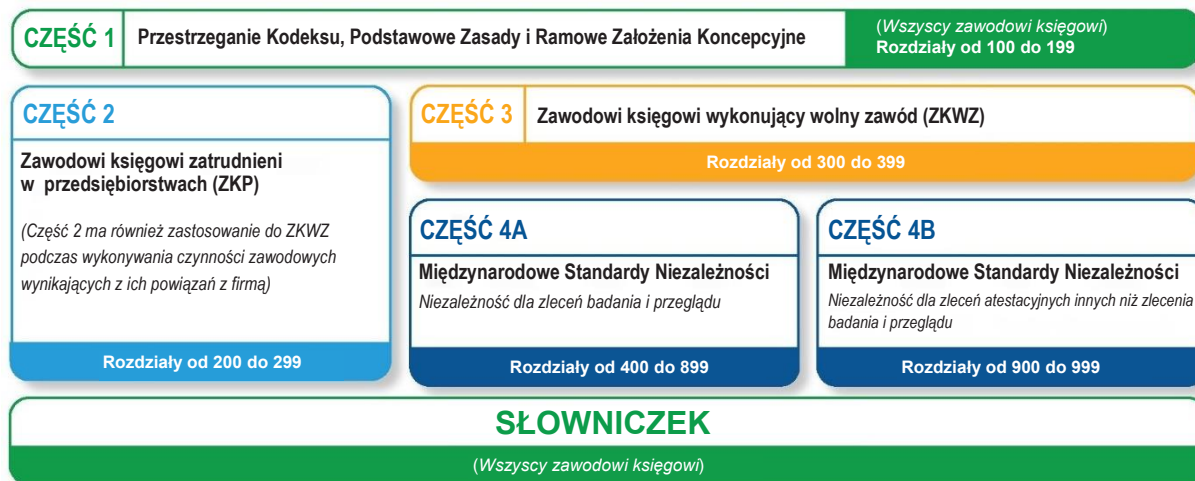 CZĘŚĆ 1
Przestrzeganie Kodeksu, Podstawowe Zasady i Ramowe Założenia Koncepcyjne
(Wszyscy zawodowi księgowi)
Rozdziały od 100 do 199
CZĘŚĆ 2
Zawodowi księgowi zatrudnieni
w przedsiębiorstwach (ZKP)
(Część 2 ma również zastosowanie do ZKWZ
podczas wykonywania czynności zawodowych
wynikających z ich powiązań z firmą)
Rozdziały od 200 do 299
CZĘŚĆ 3
Zawodowi księgowi wykonujący wolny zawód (ZKWZ)
Rozdziały od 300 do 399
CZĘŚĆ 4A
Międzynarodowe Standardy Niezależności
Niezależność dla zleceń badania i przeglądu
Rozdziały od 400 do 899
CZĘŚĆ 4B
Międzynarodowe Standardy Niezależności
Niezależność dla zleceń atestacyjnych innych niż zlecenia
badania i przeglądu
Rozdziały od 900 do 999
SŁOWNICZEK
(Wszyscy zawodowi księgowi)